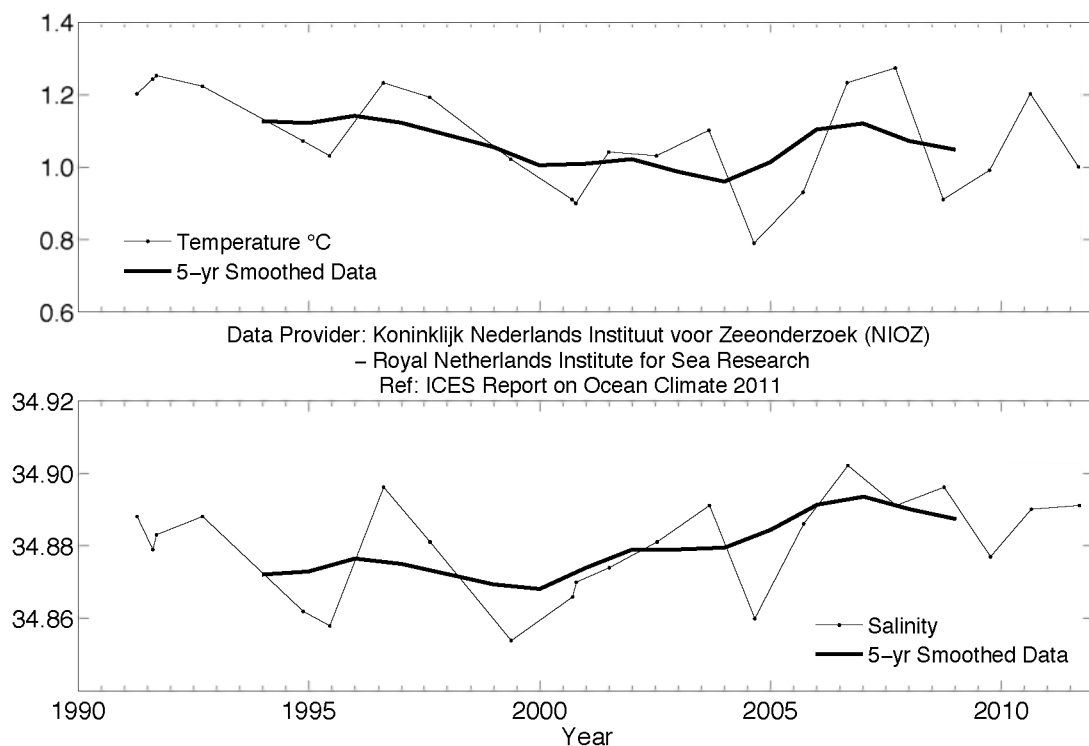 1.4
1.2
1.0
0.8
0.6
Temperature °C
5−yr Smoothed Data
Data Provider: Koninklijk Nederlands Instituut voor Zeeonderzoek (NIOZ)
− Royal Netherlands Institute for Sea Research
Ref: ICES Report on Ocean Climate 2011
34.92
34.90
34.88
34.86
Salinity
5−yr Smoothed Data
1990 1995 2000 2005 2010
Year